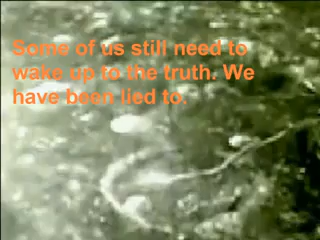 Some of us still need to
wake up to the truth. We
have been lied to.